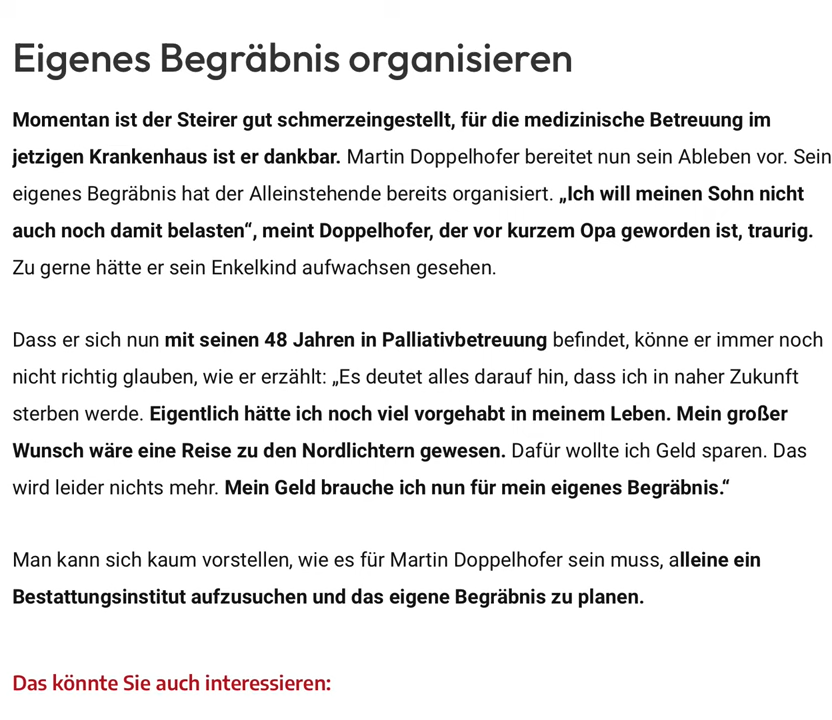 Eigenes Begräbnis organisieren
Momentan ist der Steirer gut schmerzeingestellt, für die medizinische Betreuung im
jetzigen Krankenhaus ist er dankbar. Martin Doppelhofer bereitet nun sein Ableben vor. Sein
eigenes Begräbnis hat der Alleinstehende bereits organisiert. „Ich will meinen Sohn nicht
auch noch damit belasten“, meint Doppelhofer, der vor kurzem Opa geworden ist, traurig.
Zu gerne hätte er sein Enkelkind aufwachsen gesehen.
Dass er sich nun mit seinen 48 Jahren in Palliativbetreuung befindet, könne er immer noch
nicht richtig glauben, wie er erzählt: „Es deutet alles darauf hin, dass ich in naher Zukunft
sterben werde. Eigentlich hätte ich noch viel vorgehabt in meinem Leben. Mein großer
Wunsch wäre eine Reise zu den Nordlichtern gewesen. Dafür wollte ich Geld sparen. Das
wird leider nichts mehr. Mein Geld brauche ich nun für mein eigenes Begräbnis.“
Man kann sich kaum vorstellen, wie es für Martin Doppelhofer sein muss, alleine ein
Bestattungsinstitut aufzusuchen und das eigene Begräbnis zu planen.
Das könnte Sie auch interessieren: